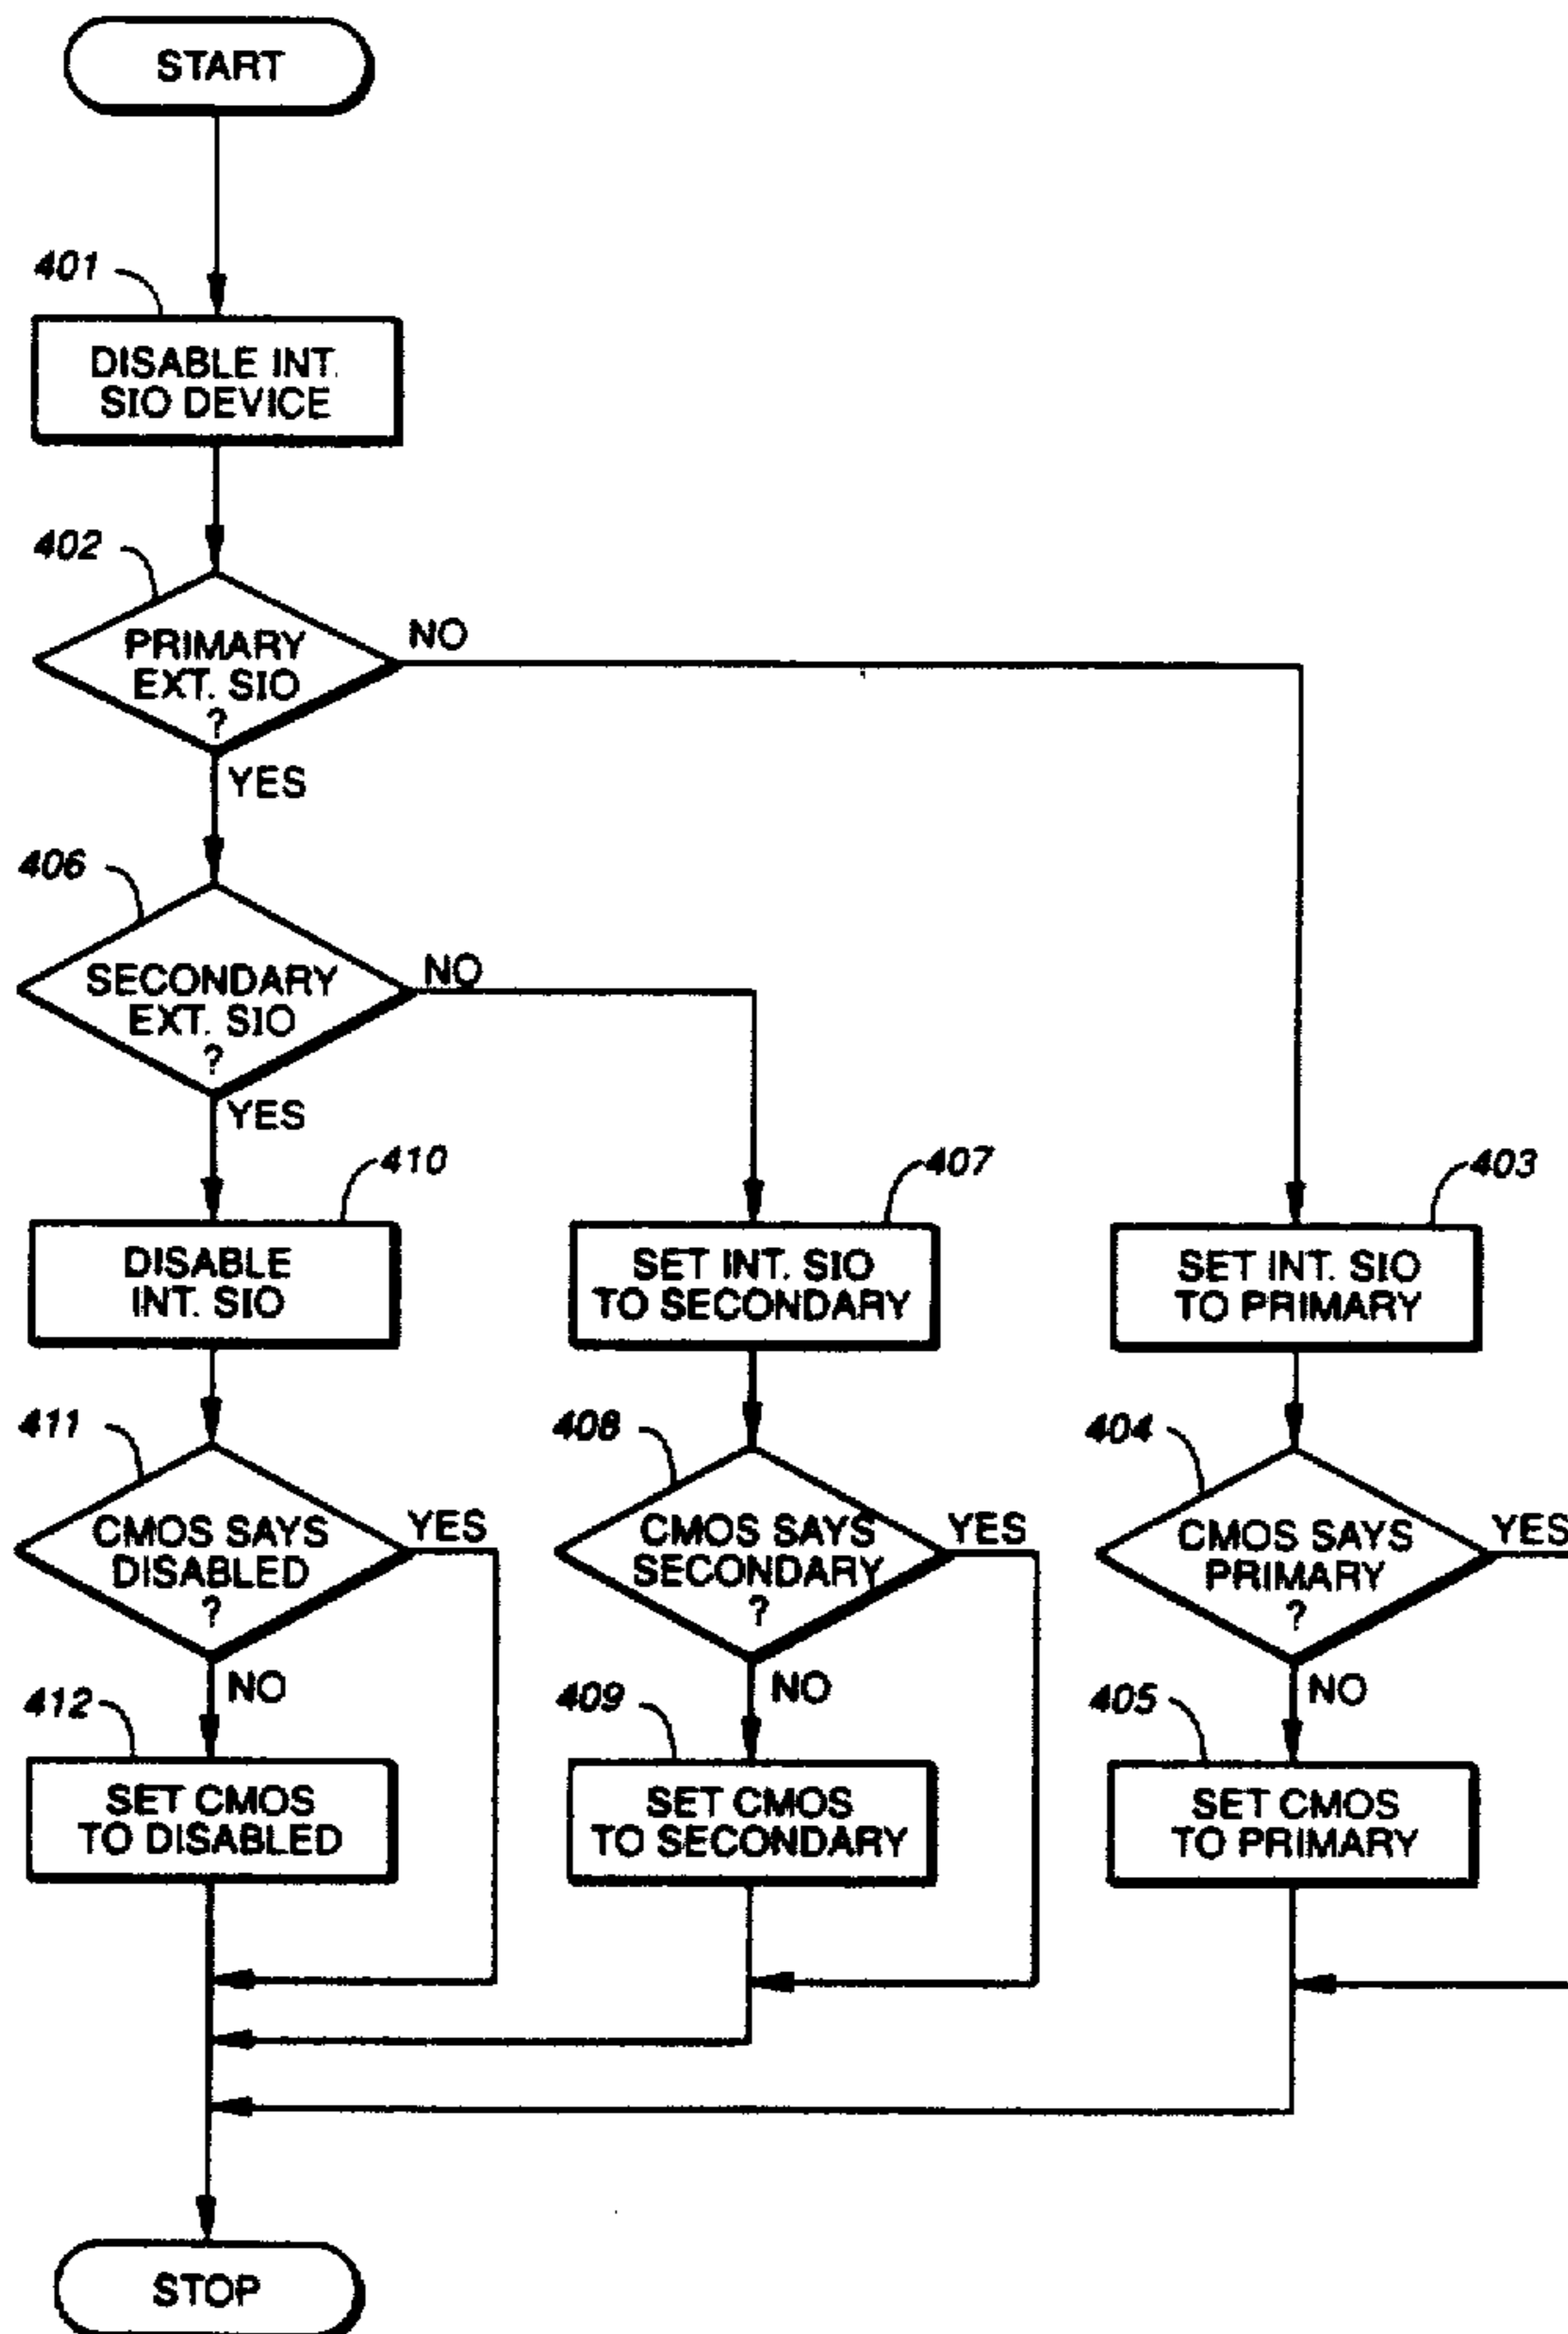 START
401
DISABLE INT.
SIO DEVICE
402
PRIMARY
EXT. SIO
?
NO
YES
406
SECONDARY
EXT. SIO
?
NO
YES
410
DISABLE
INT. SIO
407
SET INT. SIO
TO SECONDARY
403
SET INT. SIO
TO PRIMARY
411
CMOS SAYS
DISABLED
?
YES
NO
408
CMOS SAYS
SECONDARY
?
YES
NO
404
CMOS SAYS
PRIMARY
?
YES
NO
412
SET CMOS
TO DISABLED
409
SET CMOS
TO SECONDARY
405
SET CMOS
TO PRIMARY
STOP